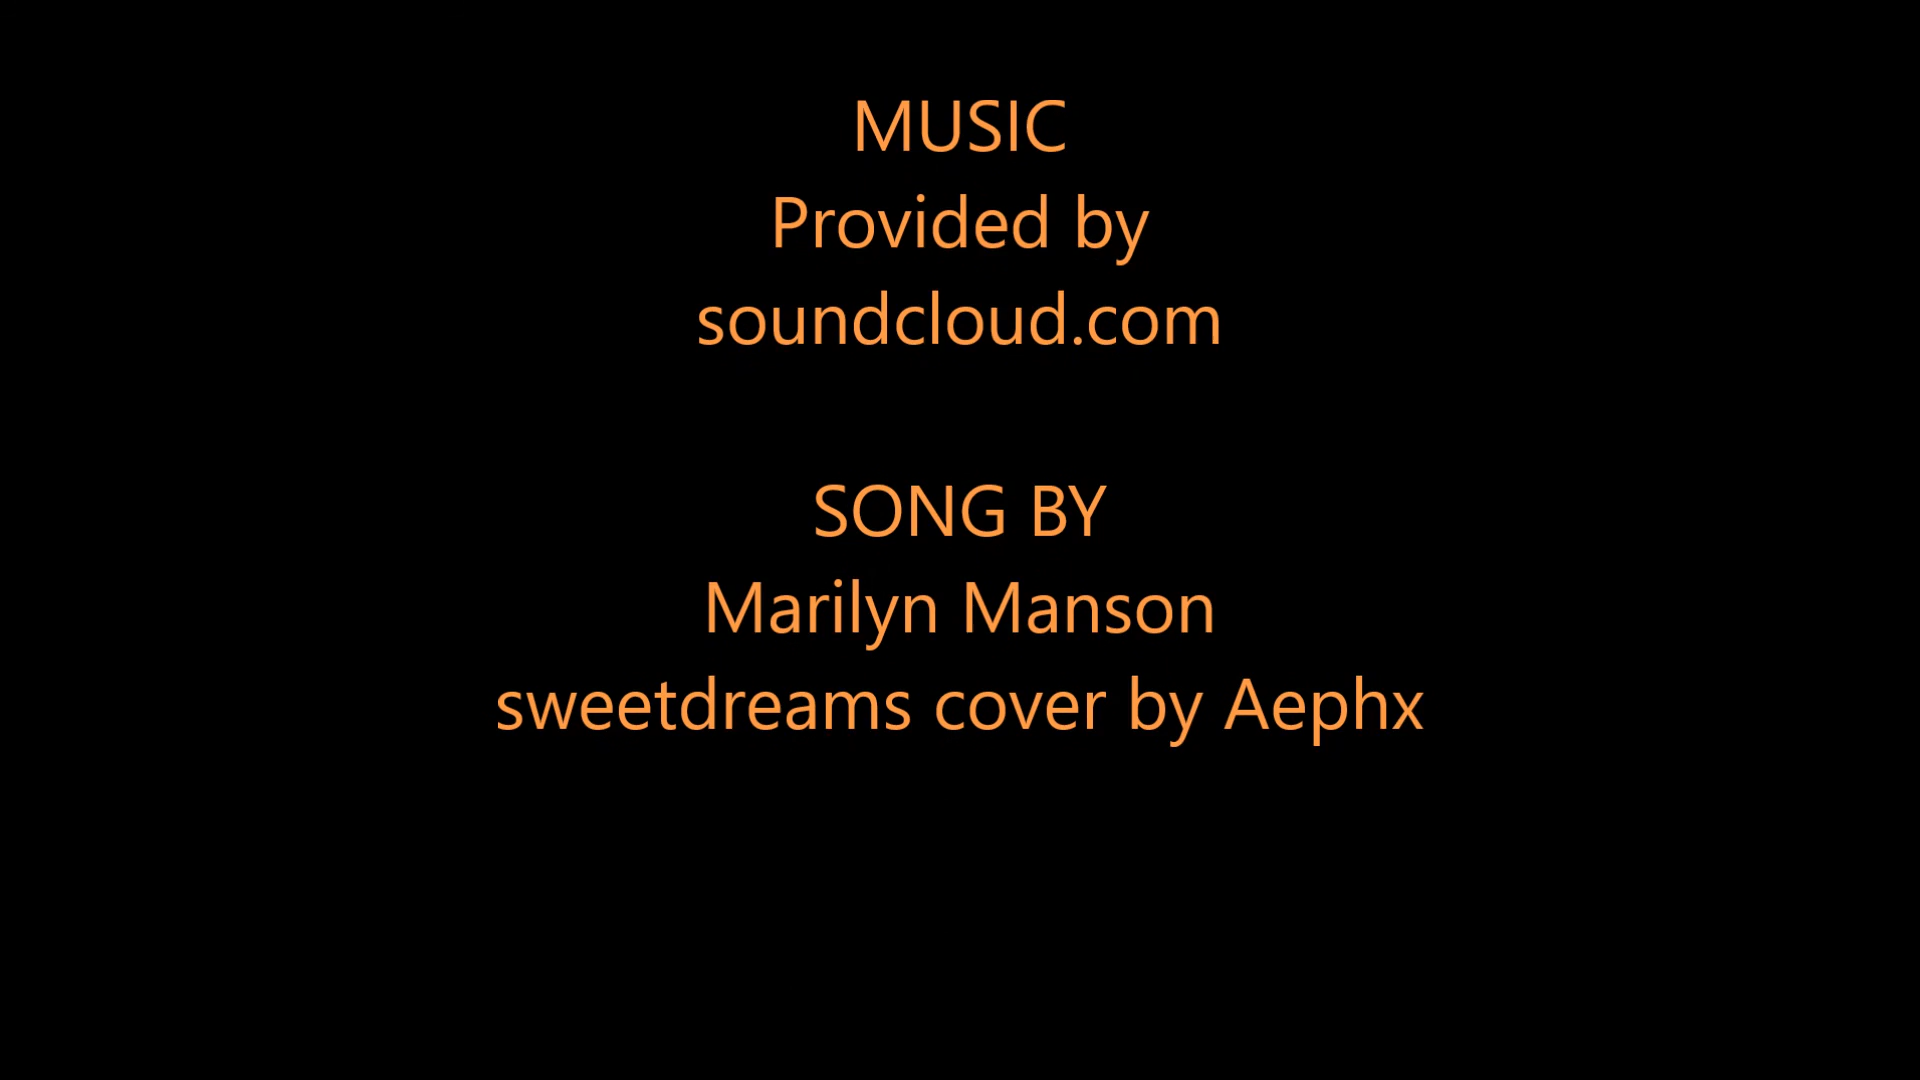 MUSIC
Provided by
soundcloud.com
SONG BY
Marilyn Manson
sweetdreams cover by Aephx